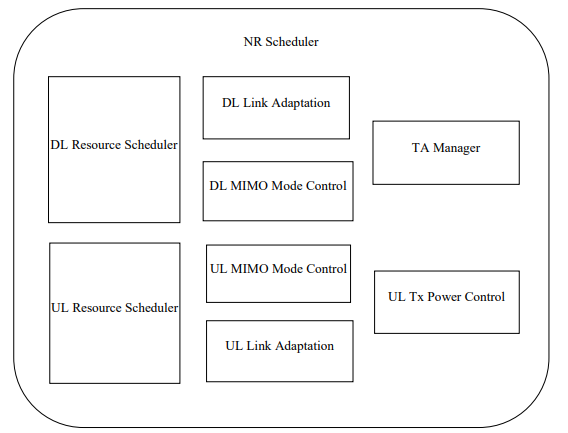 NR Scheduler
DL Resource Scheduler
DL Link Adaptation
DL MIMO Mode Control
TA Manager
UL Resource Scheduler
UL MIMO Mode Control
UL Link Adaptation
UL Tx Power Control